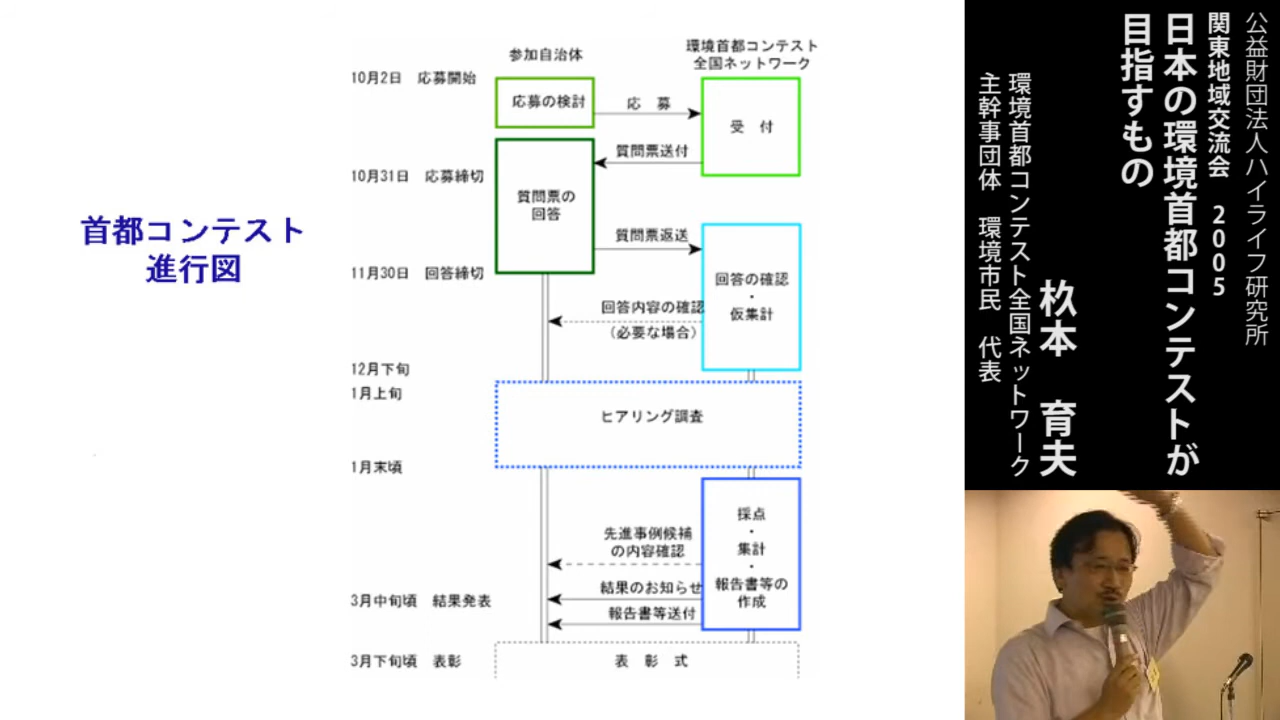 首都コンテスト
進行図
参加自治体
環境首都コンテスト
全国ネットワーク
10月2日 応募開始
応募の検討
応 募
受 付
質問票送付
10月31日 応募締切
質問票の
回答
質問票返送
11月30日 回答締切
回答の確認
・
仮集計
回答内容の確認
（必要な場合）
12月下旬
1月上旬
ヒアリング調査
1月末頃
採点
・
集計
・
報告書等の
作成
先進事例候補
の内容確認
結果のお知らせ
3月中旬頃 結果発表
報告書等送付
3月下旬頃 表彰
表 彰 式
公益財団法人ハイライフ研究所
関東地域交流会 2005
日本の環境首都コンテストが
目指すもの
杦本 育夫
環境首都コンテスト全国ネットワーク
主幹事団体 環境市民 代表